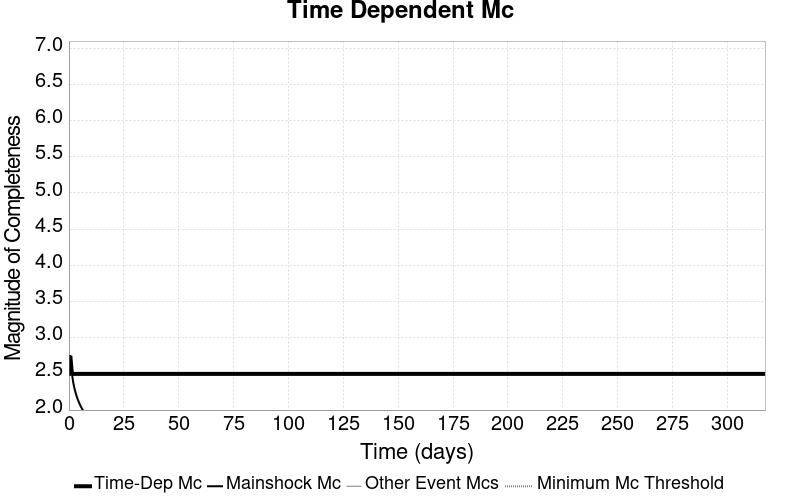 Time Dependent Mc
Magnitude of Completeness
7.0
6.5
6.0
5.5
5.0
4.5
4.0
3.5
3.0
2.5
2.0
0 25 50 75 100 125 150 175 200 225 250 275 300
Time (days)
Time-Dep Mc Mainshock Mc Other Event Mcs Minimum Mc Threshold